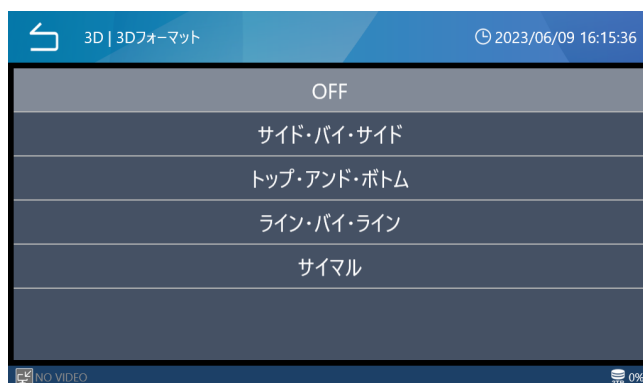 3D | 3Dフォーマット
2023/06/09 16:15:36
OFF
サイド・バイ・サイド
トップ・アンド・ボトム
ライン・バイ・ライン
サイマル
NO VIDEO
0%